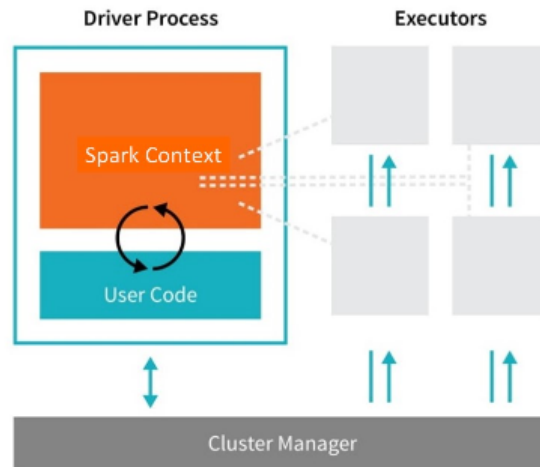 Driver Process
Executors
Spark Context
User Code
Cluster Manager